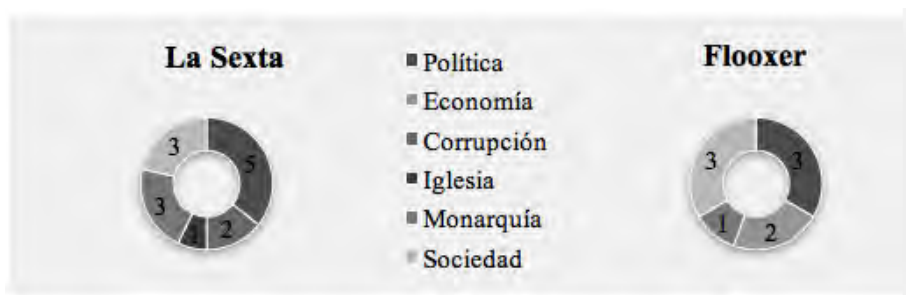 La Sexta
3
5
3
1
2
Política
Economía
Corrupción
Iglesia
Monarquía
Sociedad
Flooxer
3
3
1
2